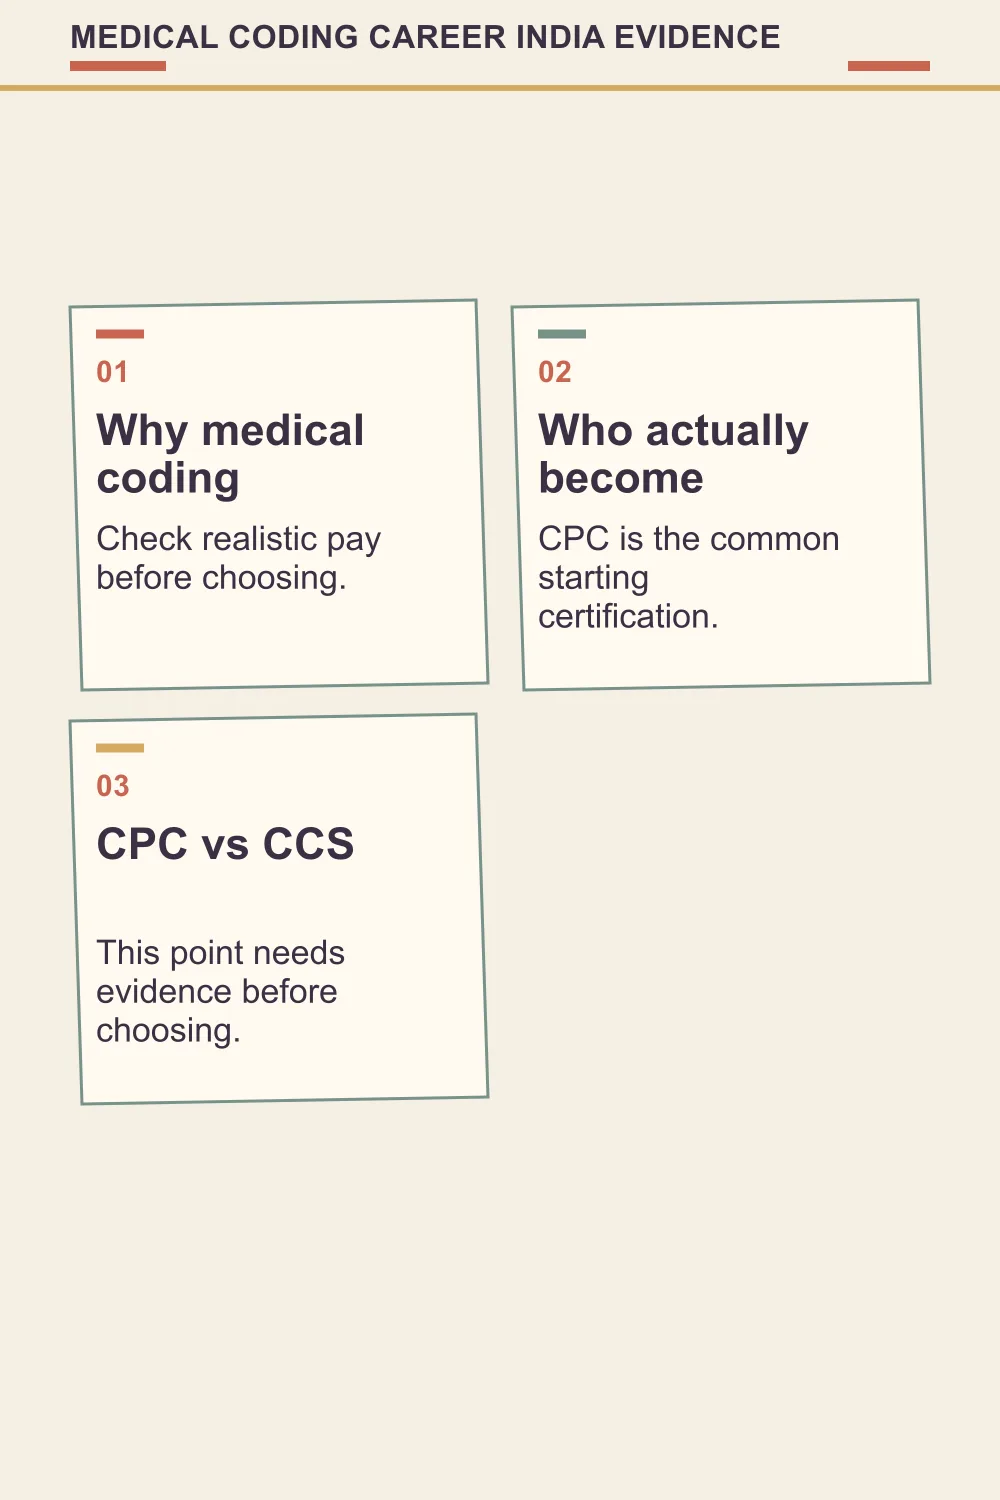 MEDICAL CODING CAREER INDIA EVIDENCE
01
Why medical
coding
Check realistic pay
before choosing.
02
Who actually
become
CPC is the common
starting
certification.
03
CPC vs CCS
This point needs
evidence before
choosing.